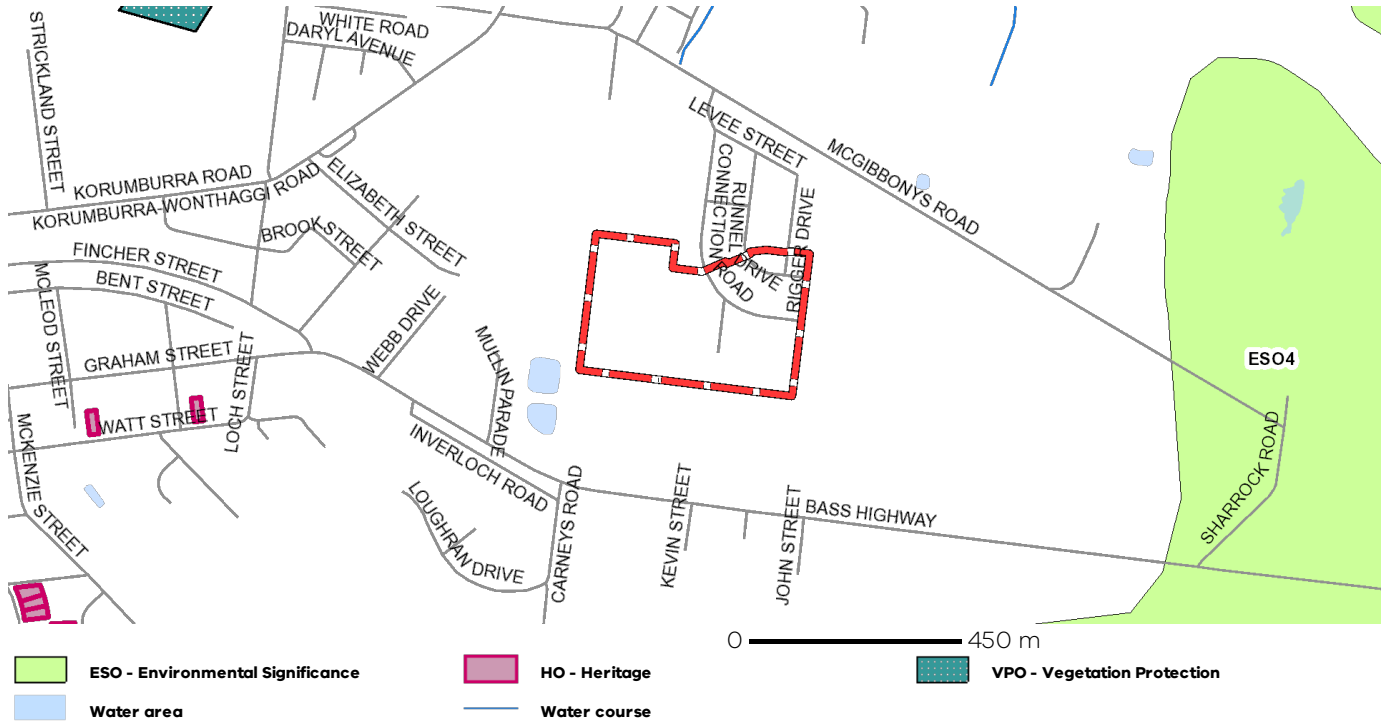 WHITE ROAD
DARYL AVENUE
STRICKLAND STREET
LEVEE STREET
MCGIBBONYS ROAD
KORUMBURRA ROAD
KORUMBURRA-WONTHAGGI ROAD
ELIZABETH STREET
CONNECTION ROAD
RUNNEL DRIVE
RIGGER DRIVE
BROOK STREET
FINCHER STREET
BENT STREET
MCLEOD STREET
WEBB DRIVE
GRAHAM STREET
LOCH STREET
MULLIN PARADE
ESO4
WATT STREET
MCKENZIE STREET
INVERLOCH ROAD
LOUGHRAN DRIVE
CARNEYS ROAD
KEVIN STREET
JOHN STREET
BASS HIGHWAY
SHARROCK ROAD
0 450 m
ESO - Environmental Significance
HO - Heritage
VPO - Vegetation Protection
Water area
Water course